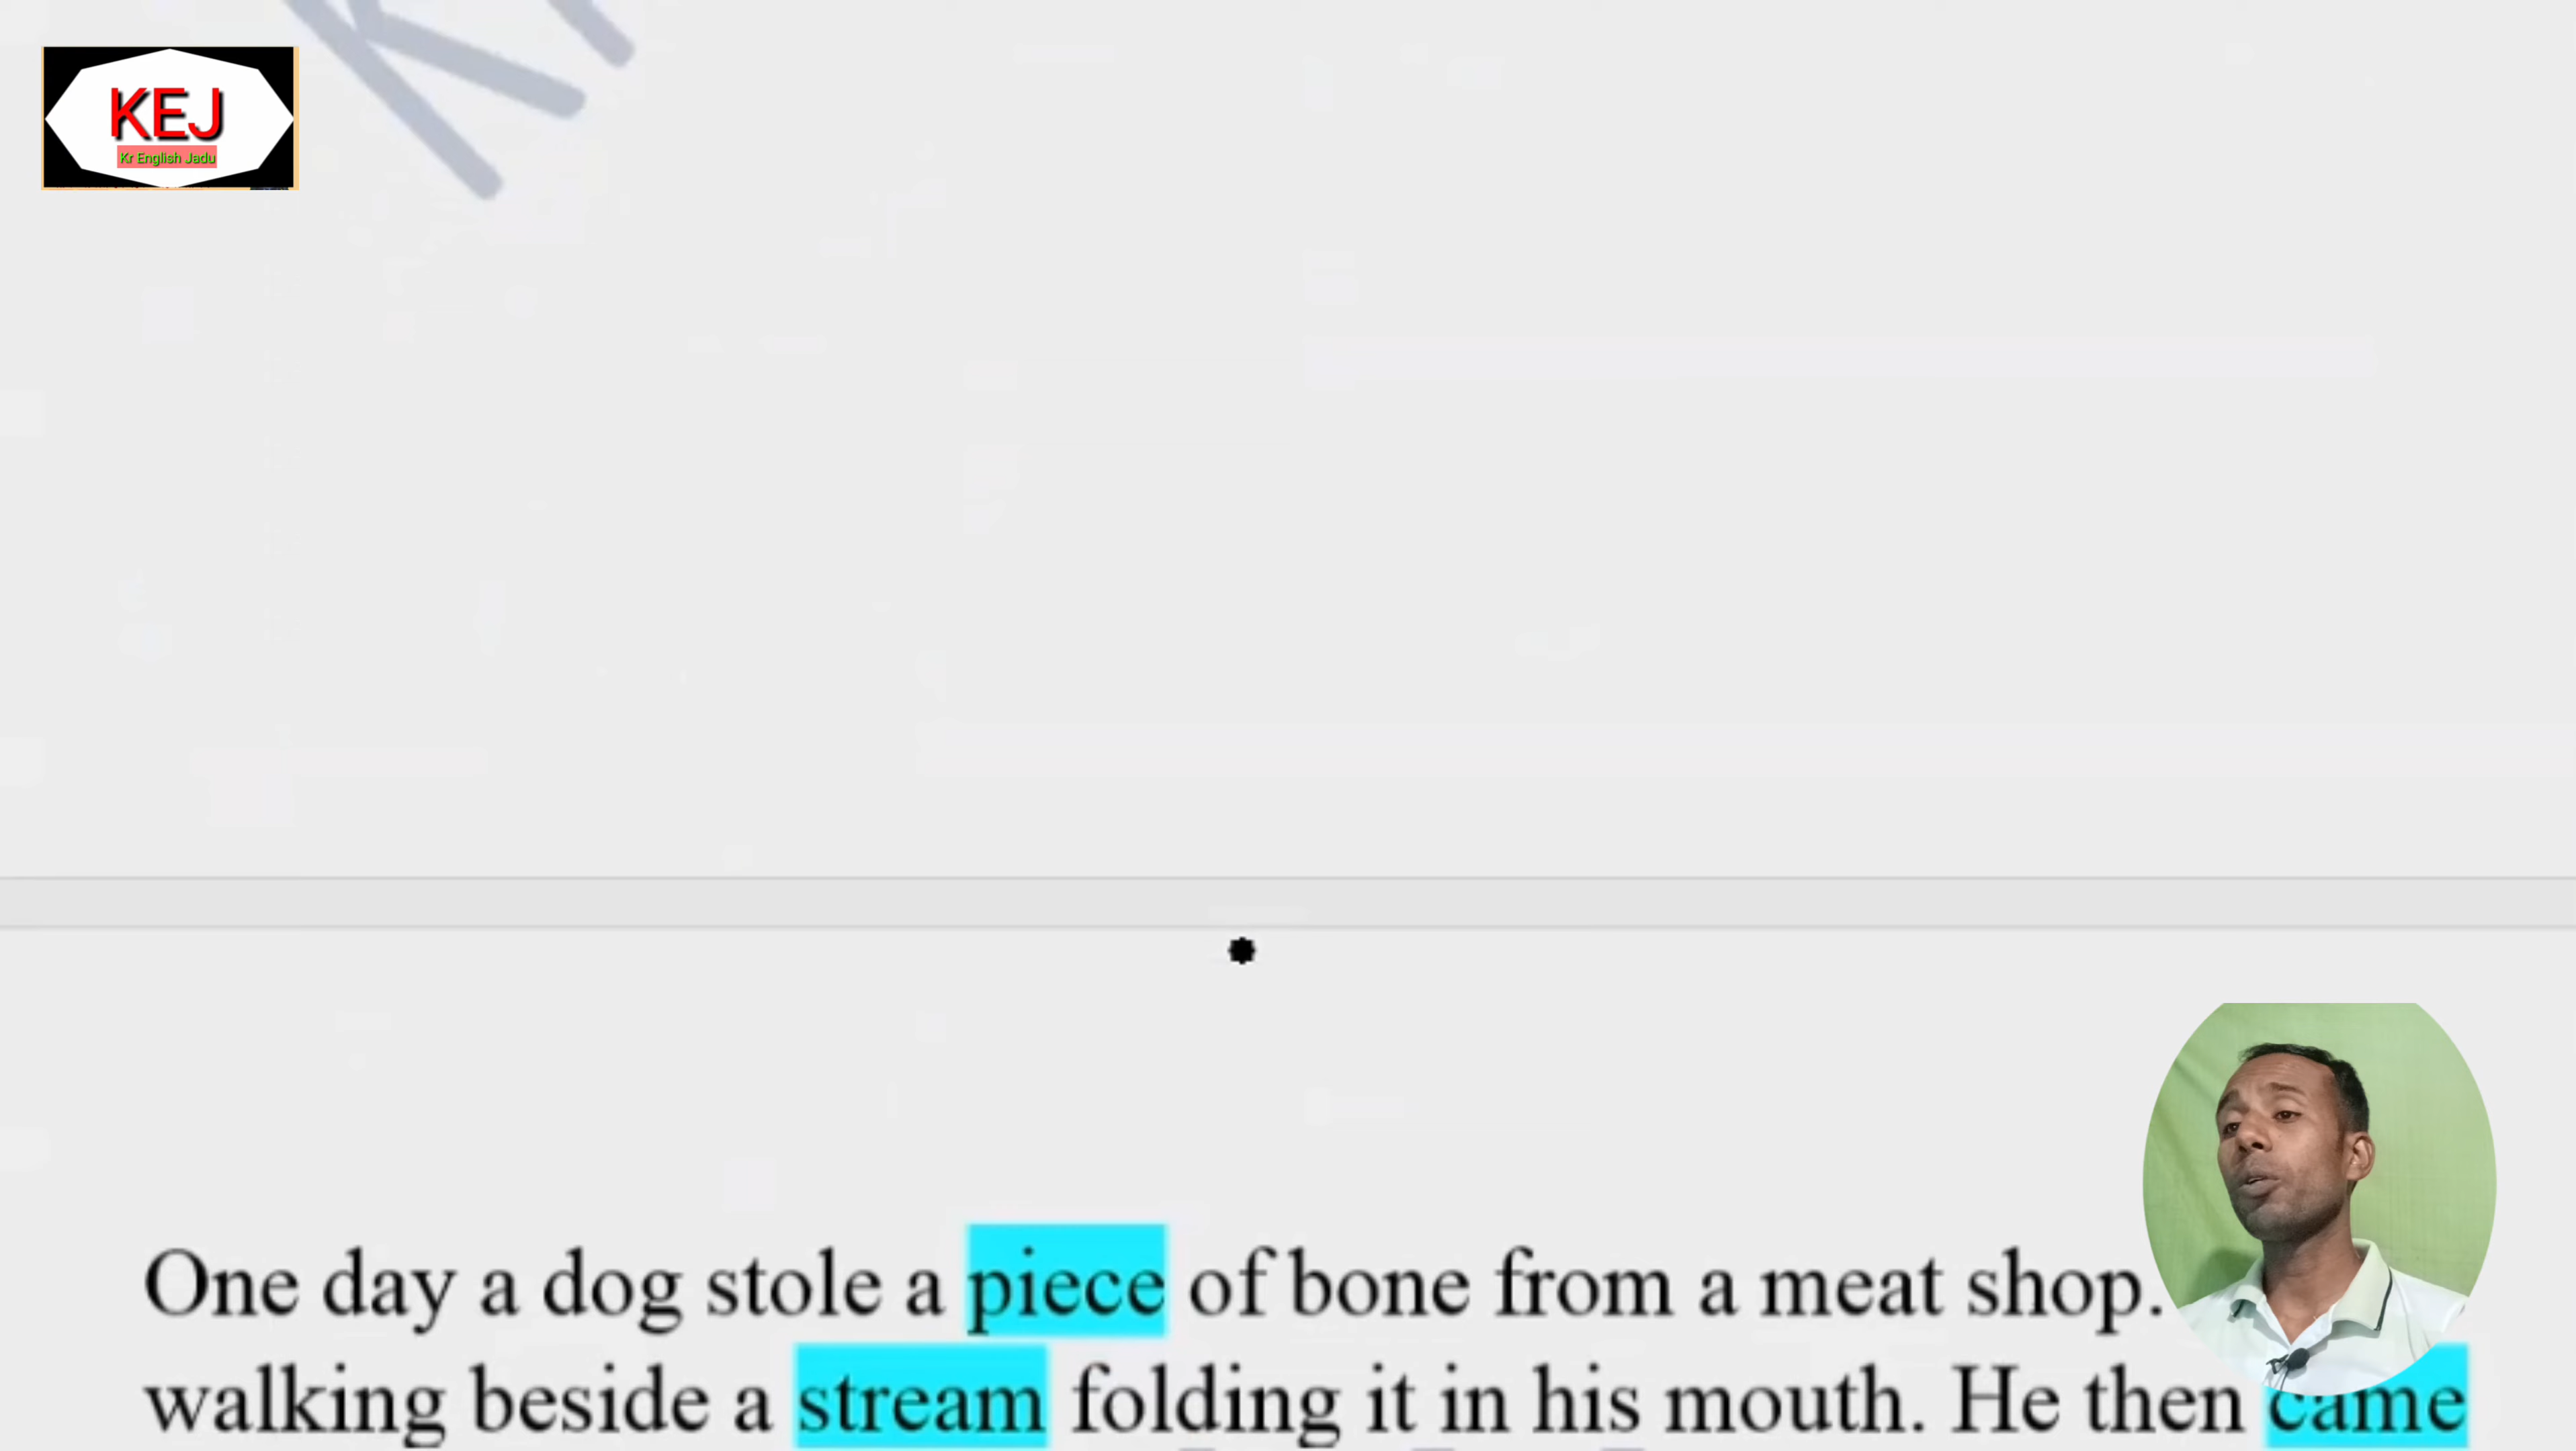 KEJ
Kr English Jadu
One day a dog stole a piece of bone from a meat shop.
walking beside a stream folding it in his mouth. He then came